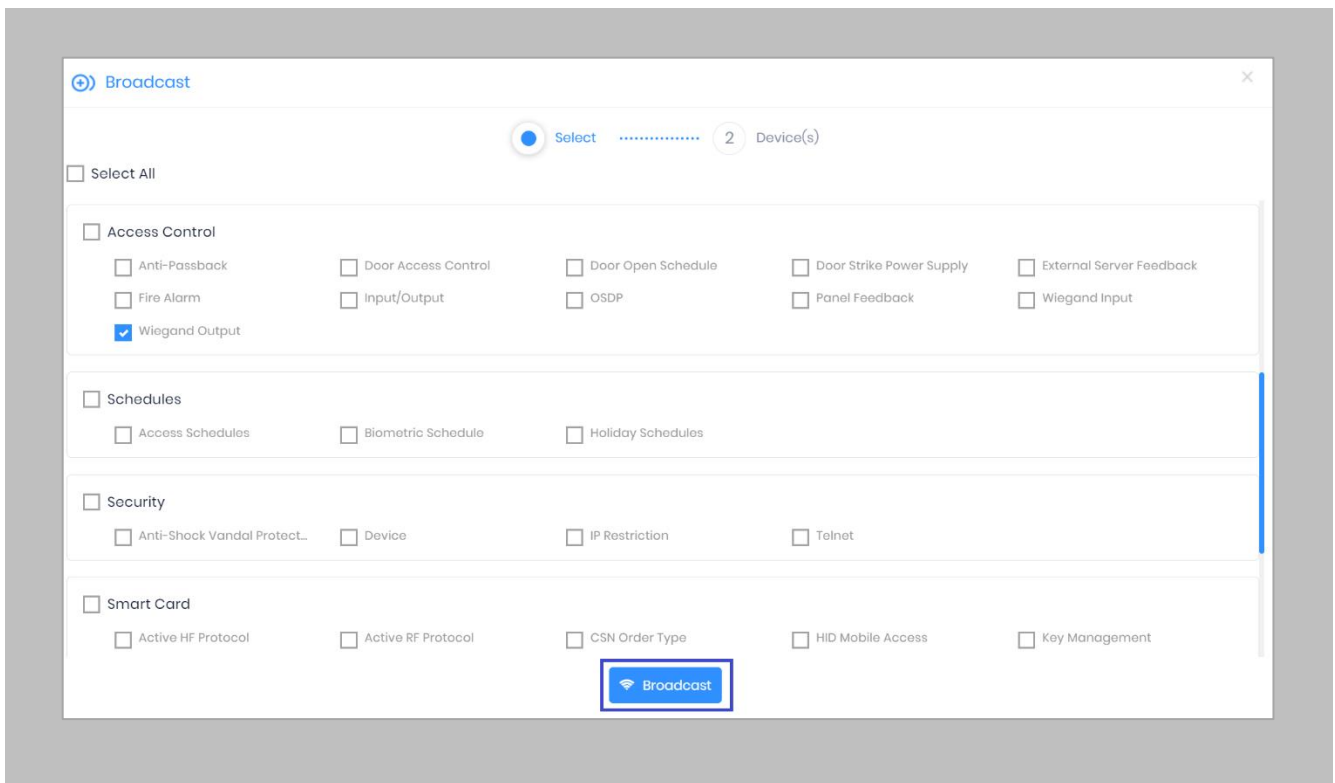 Broadcast
Select 2 Device(s)
Select All
Access Control
Anti-Passback Door Access Control Door Open Schedule Door Strike Power Supply External Server Feedback
Fire Alarm Input/Output OSDP Panel Feedback Wiegand Input
Wiegand Output
Schedules
Access Schedules Biometric Schedule Holiday Schedules
Security
Anti-Shock Vandal Protect... Device IP Restriction Telnet
Smart Card
Active HF Protocol Active RF Protocol CSN Order Type HID Mobile Access Key Management
Broadcast